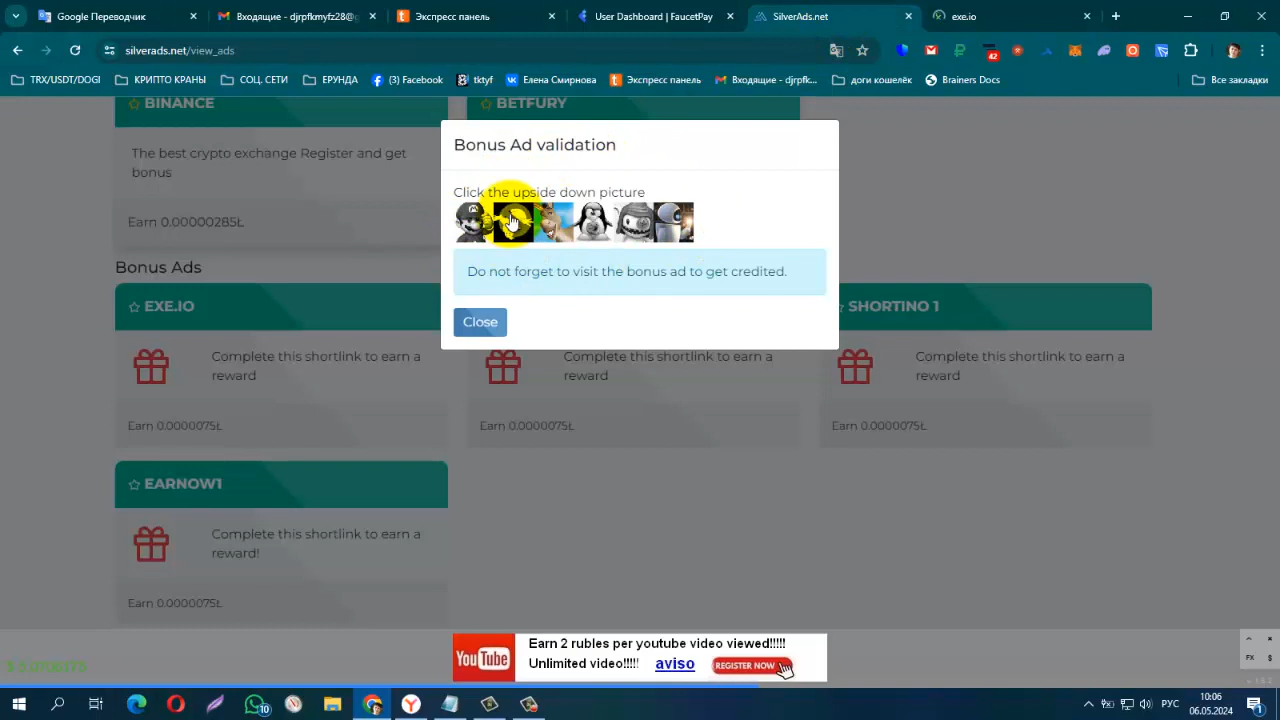 Google Переводчик
Входящие - djrpfkmyfz28@g
Экспресс панель
User Dashboard | FaucetPay
SilverAds.net
exe.io
silverads.net/view_ads
42
TRX/USDT/DOGI
КРИПТО КРАНЫ
СОЦ. СЕТИ
ЕРУНДА
(3) Facebook
tktyf
Елена Смирнова
Экспресс панель
Входящие - djrpfk...
доги кошелёк
Brainers Docs
Все закладки
BINANCE
BETFURY
The best crypto exchange Register and get
bonus
Earn 0.00000285Ł
Bonus Ad validation
Click the upside down picture
Do not forget to visit the bonus ad to get credited.
Close
Bonus Ads
EXE.IO
SHORTINO 1
Complete this shortlink to earn a
reward
Complete this shortlink to earn a
reward
Complete this shortlink to earn a
reward
Earn 0.0000075Ł
Earn 0.0000075Ł
Earn 0.0000075Ł
EARNOW1
Complete this shortlink to earn a
reward!
Earn 0.0000075Ł
YouTube
Earn 2 rubles per youtube video viewed!!!!!
Unlimited video!!!!!
aviso
REGISTER NOW
FX
10
РУС
10:06
06.05.2024
1